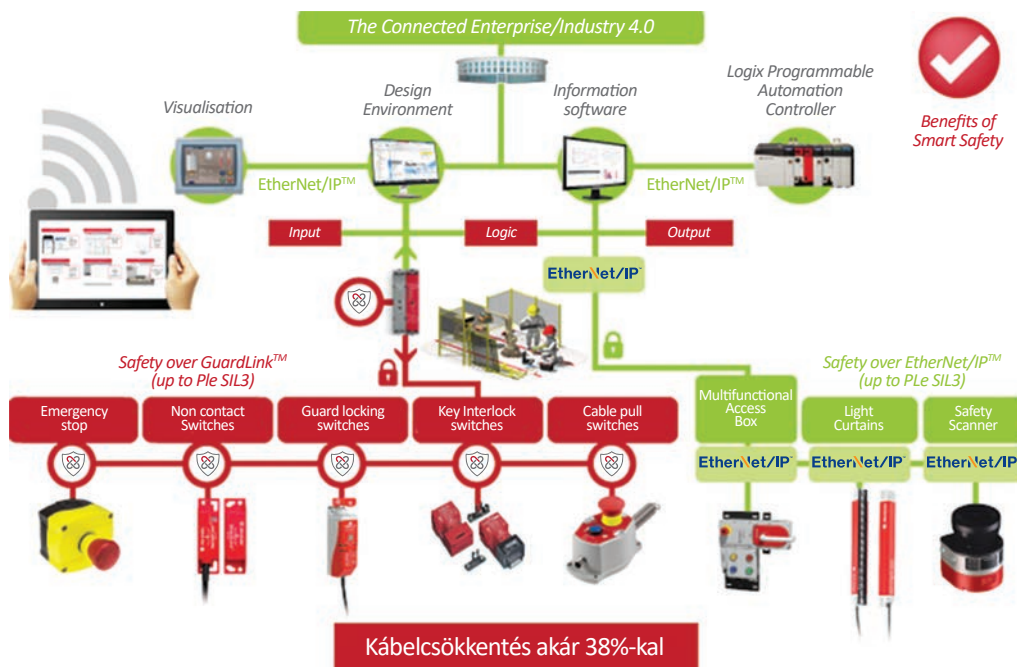 The Connected Enterprise/Industry 4.0
Visualisation
Design
Environment
Information
software
Logix Programmable
Automation
Controller
Benefits of
Smart Safety
EtherNet/IP™
EtherNet/IP™
Input
Logic
Output
EtherNet/IP™
Safety over GuardLink™
(up to Ple SIL3)
Safety over EtherNet/IP™
(up to PLe SIL3)
Emergency
stop
Non contact
Switches
Guard locking
switches
Key Interlock
switches
Cable pull
switches
Multifunctional
Access
Box
Light
Curtains
Safety
Scanner
EtherNet/IP™
EtherNet/IP™
EtherNet/IP
Kábelcsökkentés akár 38%-kal